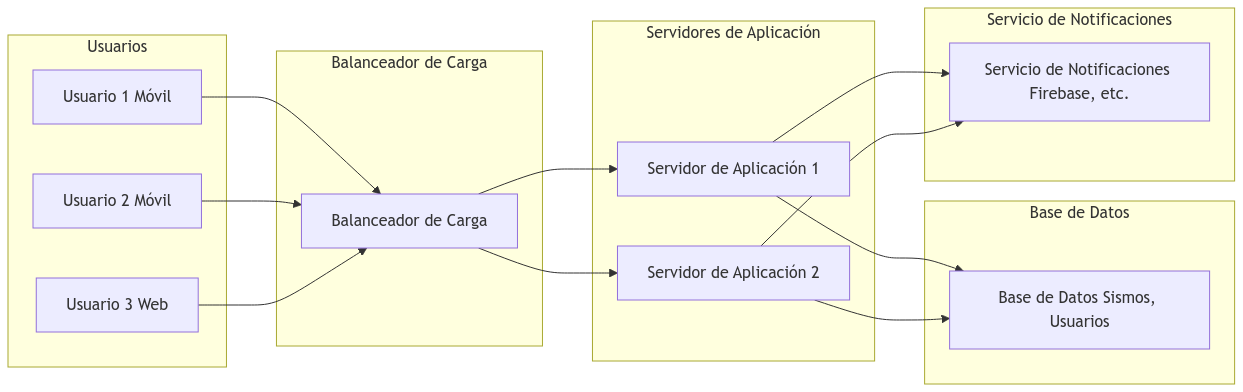 Usuarios
Usuario 1 Móvil
Usuario 2 Móvil
Usuario 3 Web
Balanceador de Carga
Balanceador de Carga
Servidores de Aplicación
Servidor de Aplicación 1
Servidor de Aplicación 2
Servicio de Notificaciones
Servicio de Notificaciones
Firebase, etc.
Base de Datos
Base de Datos Sismos,
Usuarios